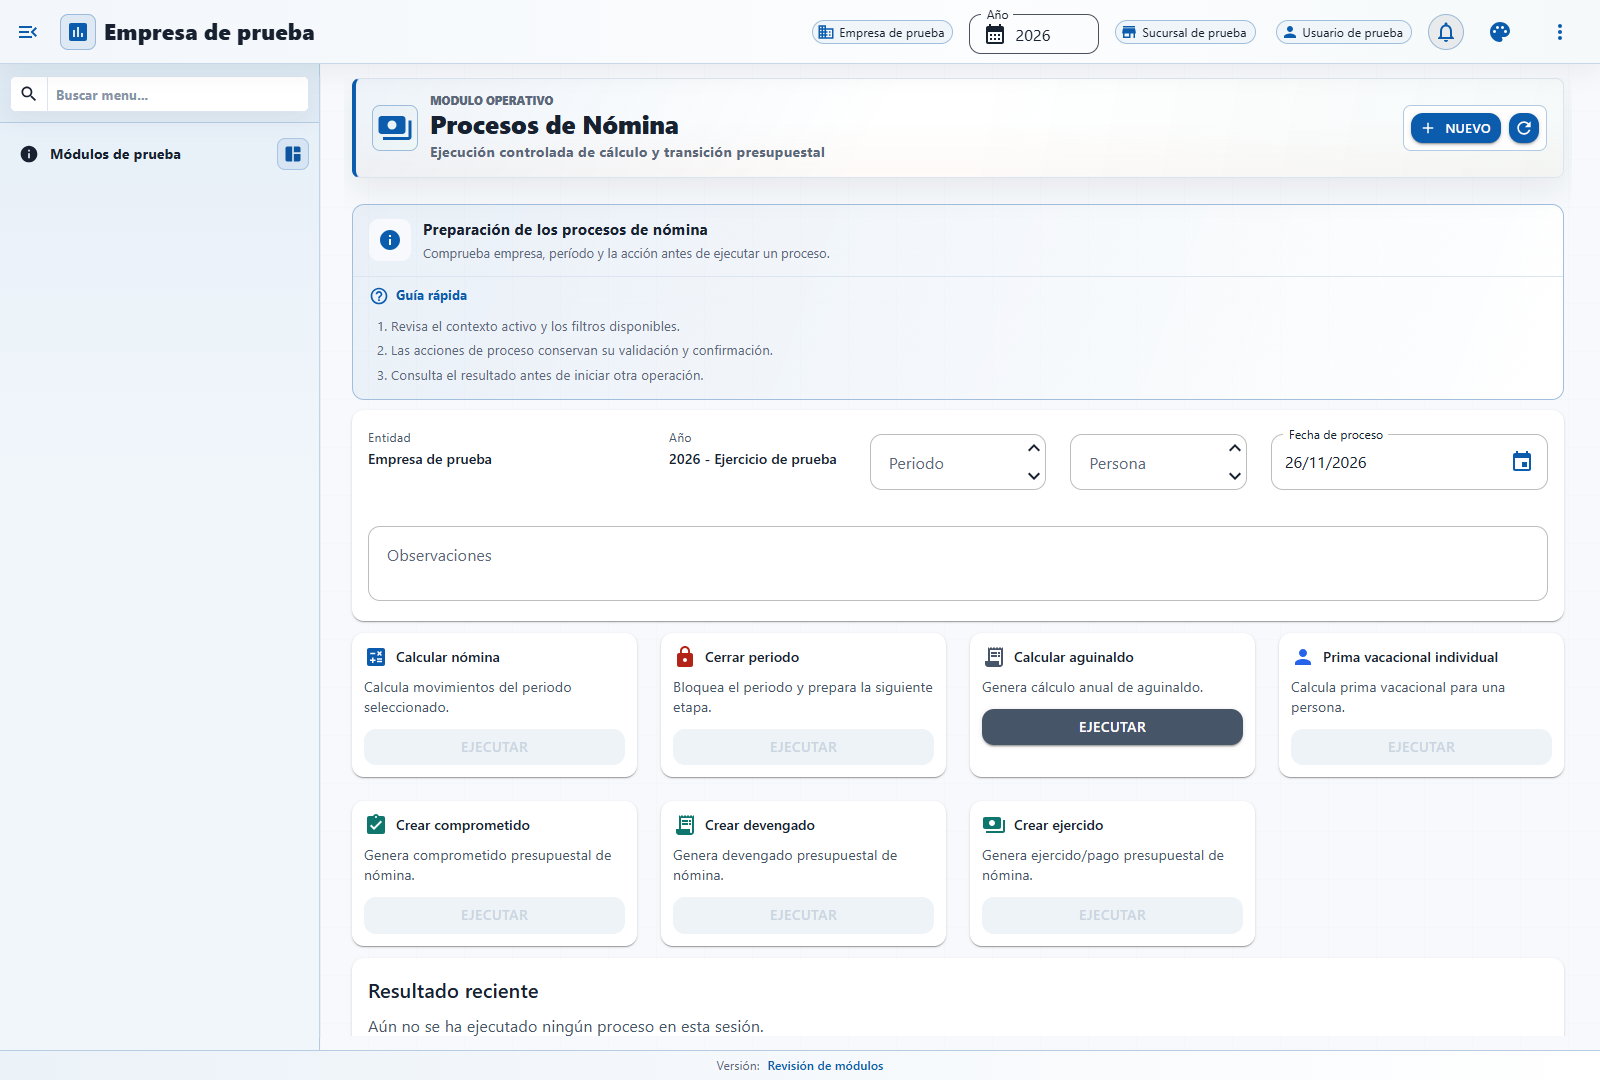 Empresa de prueba
Empresa de prueba
Año
2026
Sucursal de prueba
Usuario de prueba
Buscar menu...
Módulos de prueba
MODULO OPERATIVO
Procesos de Nómina
Ejecución controlada de cálculo y transición presupuestal
NUEVO
Preparación de los procesos de nómina
Comprueba empresa, período y la acción antes de ejecutar un proceso.
Guía rápida
1. Revisa el contexto activo y los filtros disponibles.
2. Las acciones de proceso conservan su validación y confirmación.
3. Consulta el resultado antes de iniciar otra operación.
Entidad
Empresa de prueba
Año
2026 - Ejercicio de prueba
Periodo
Persona
Fecha de proceso
26/11/2026
Observaciones
Calcular nómina
Calcula movimientos del periodo
seleccionado.
EJECUTAR
Cerrar periodo
Bloquea el periodo y prepara la siguiente
etapa.
EJECUTAR
Calcular aguinaldo
Genera cálculo anual de aguinaldo.
EJECUTAR
Prima vacacional individual
Calcula prima vacacional para una
persona.
EJECUTAR
Crear comprometido
Genera comprometido presupuestal de
nómina.
EJECUTAR
Crear devengado
Genera devengado presupuestal de
nómina.
EJECUTAR
Crear ejercido
Genera ejercido/pago presupuestal de
nómina.
EJECUTAR
Resultado reciente
Aún no se ha ejecutado ningún proceso en esta sesión.
Versión: Revisión de módulos